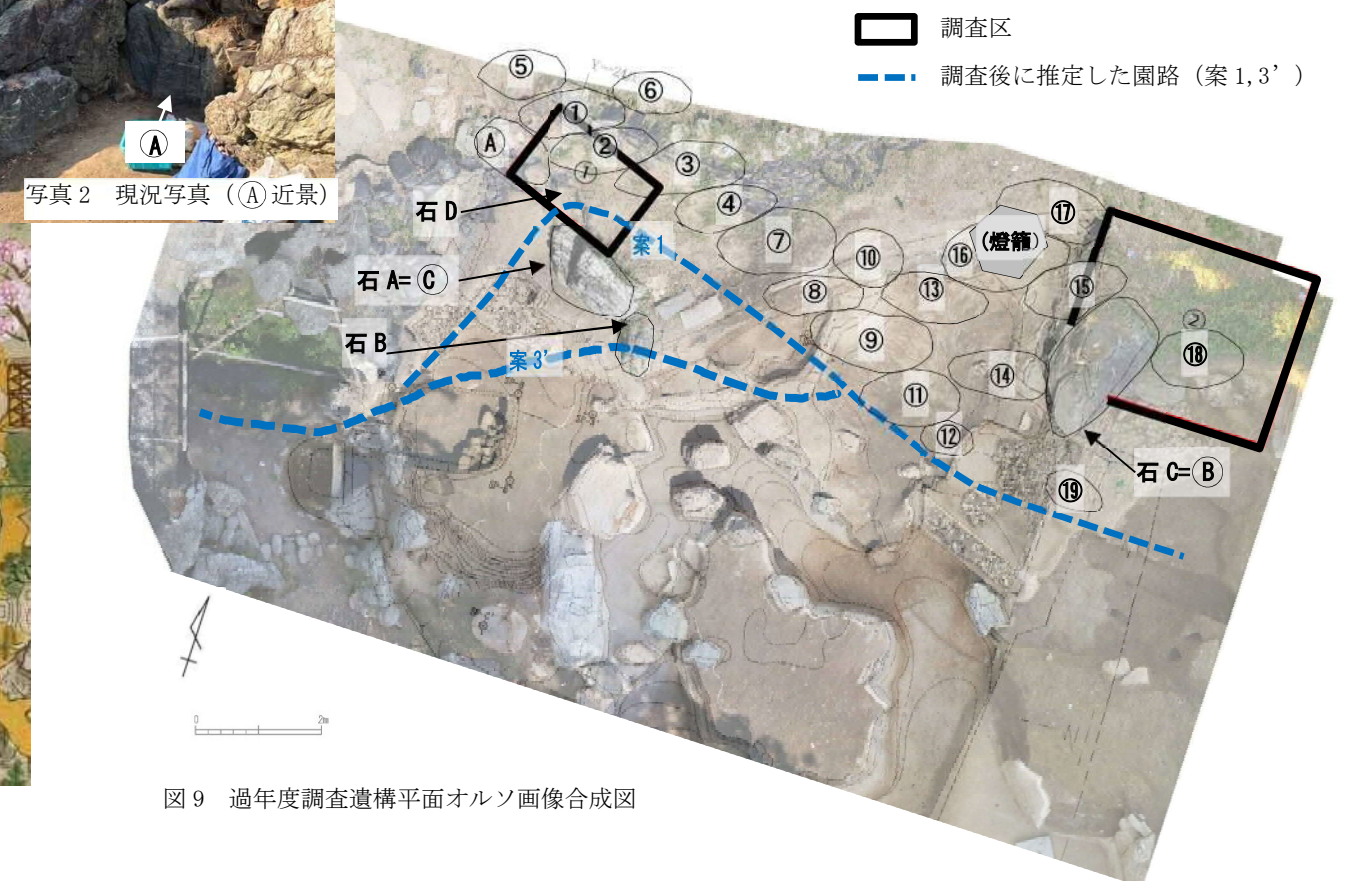 調査区
調査後に推定した園路（案1,3’）
Ⓐ
写真2 現況写真（Ⓐ近景）
⑤
⑥
①
Ⓐ
②
①
③
④
石D
案1
⑦
⑩
⑰
(燈籠)
⑯
石A=Ⓒ
⑧
⑬
⑮
石B
案3'
⑨
②
⑱
⑭
⑪
⑫
石C=Ⓑ
⑲
0 2m
図9 過年度調査遺構平面オルソ画像合成図